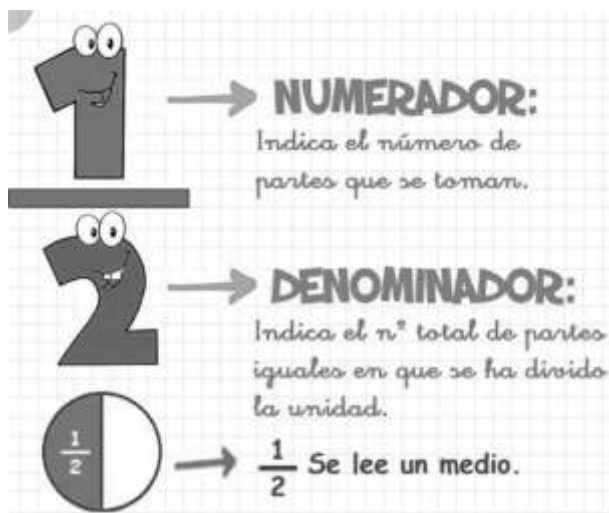 1
NUMERADOR:
Indica el número de
partes que se toman.
2
DENOMINADOR:
Indica el nº total de partes
iguales en que se ha divido
la unidad.
1/2
1/2 Se lee un medio.